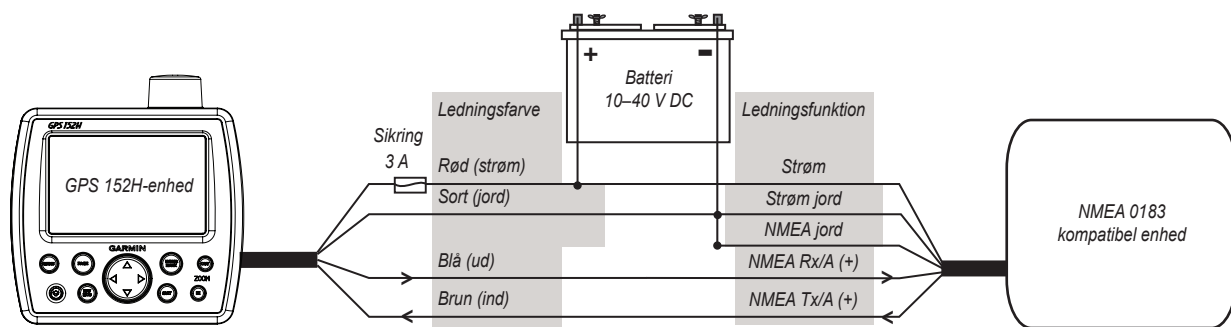 GPS 152H
GPS 152H-enhed
GARMIN
ZOOM
Sikring
3 A
Ledningsfarve
Rød (strøm)
Sort (jord)
Blå (ud)
Brun (ind)
+
-
Batteri
10–40 V DC
Ledningsfunktion
Strøm
Strøm jord
NMEA jord
NMEA Rx/A (+)
NMEA Tx/A (+)
NMEA 0183
kompatibel enhed